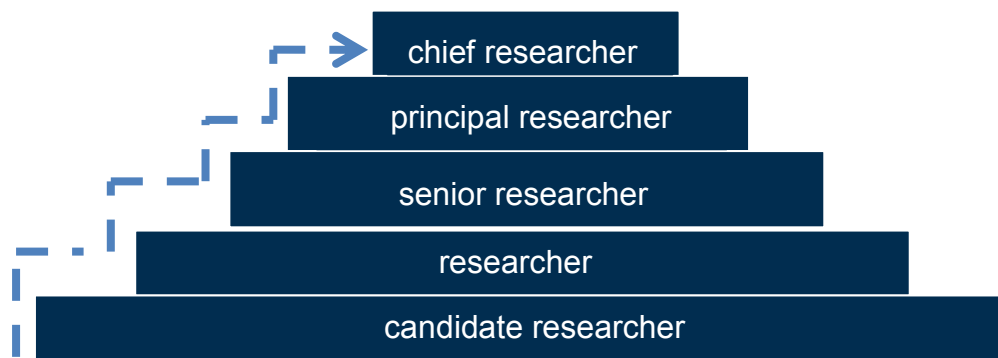 chief researcher
principal researcher
senior researcher
researcher
candidate researcher